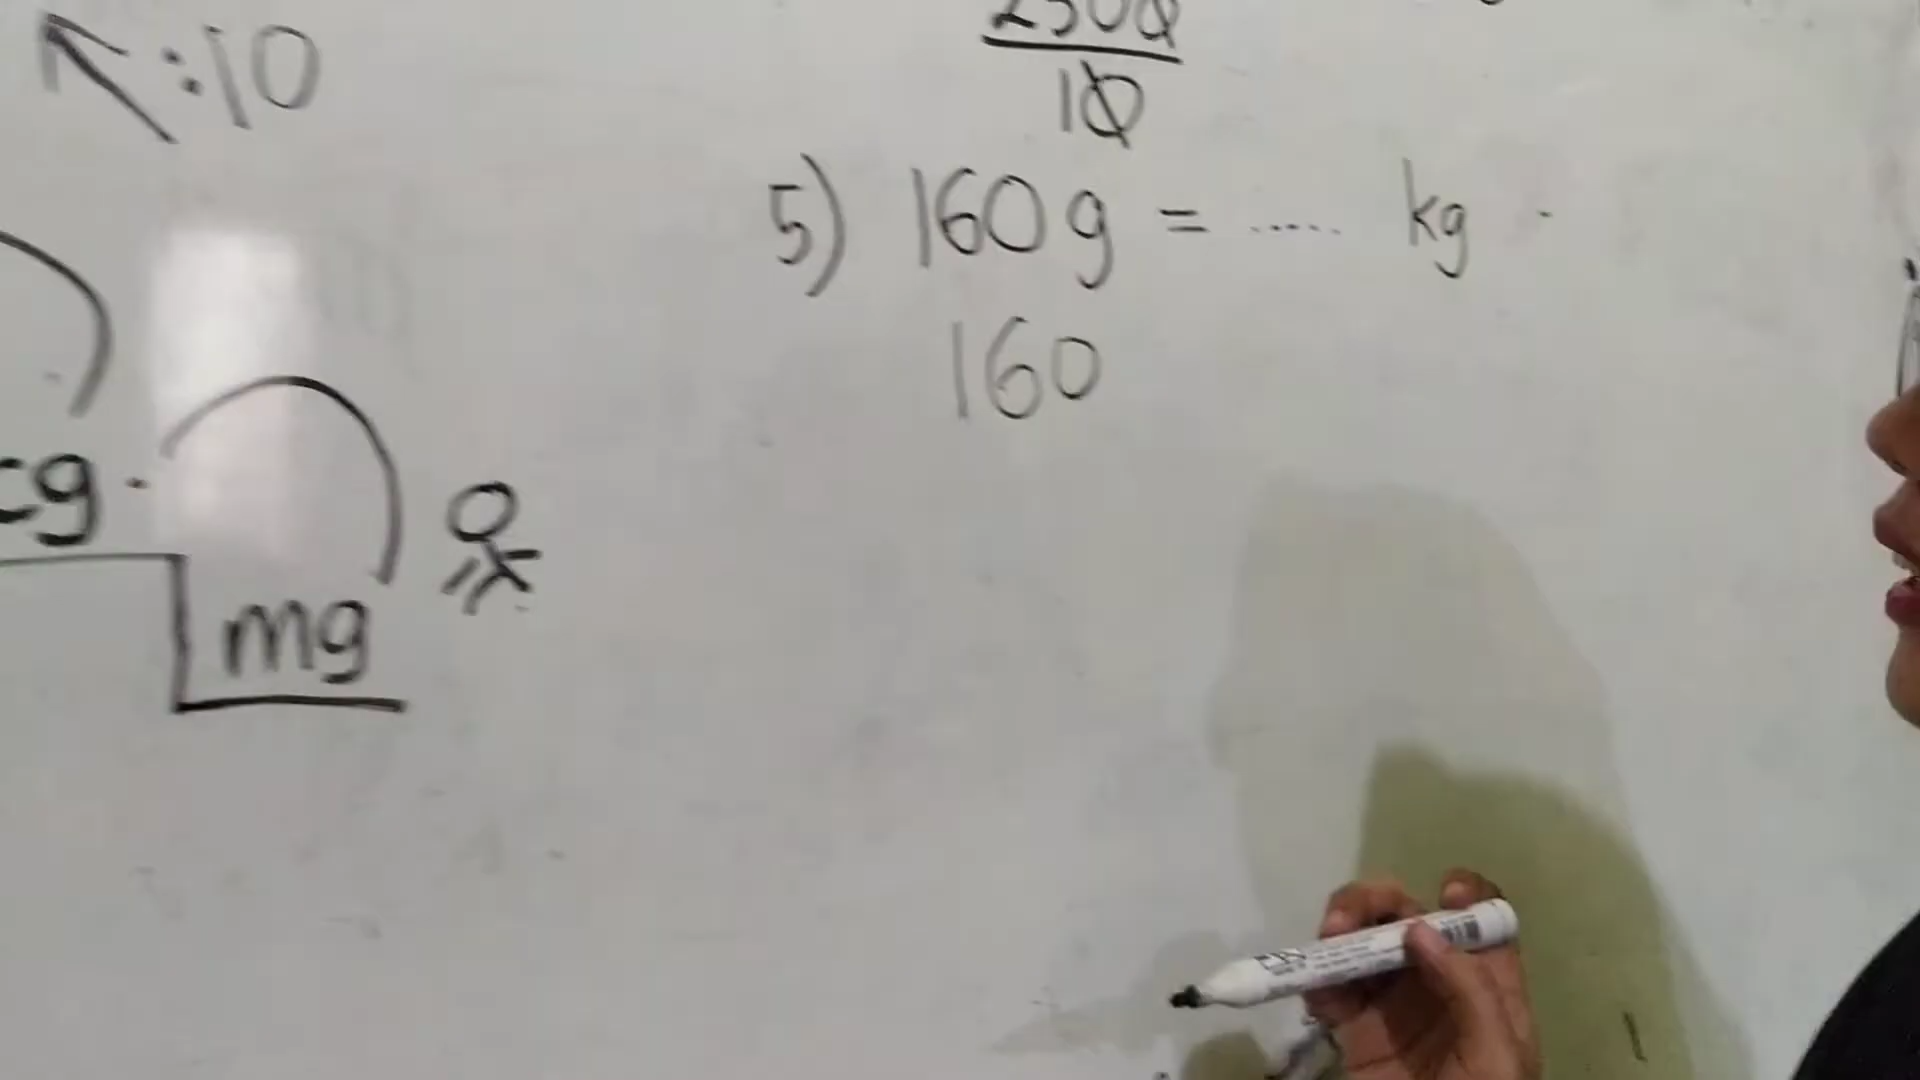 :10
2500
10
5) 160 g = ..... kg
160
cg
mg